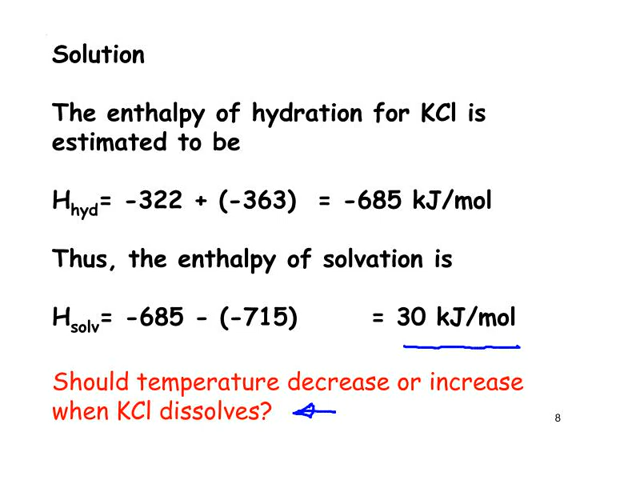 Solution
The enthalpy of hydration for KCl is
estimated to be
Hhyd= -322 + (-363) = -685 kJ/mol
Thus, the enthalpy of solvation is
Hsolv= -685 - (-715) = 30 kJ/mol
Should temperature decrease or increase
when KCl dissolves?
8